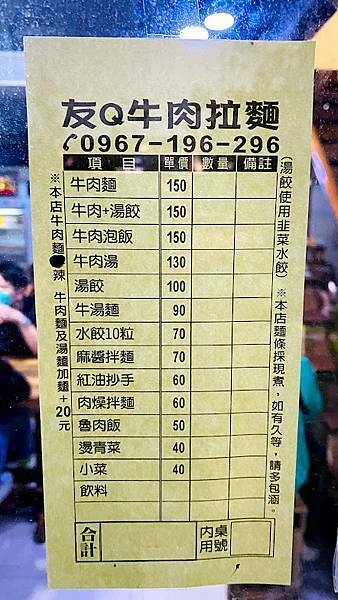 友Q牛肉拉麵
0967-196-296
項目 單價 數量 備註
牛肉麵 150
牛肉+湯餃 150
牛肉泡飯 150
牛肉湯 130
湯餃 100
牛湯麵 90
水餃10粒 70
麻醬拌麵 70
紅油抄手 60
肉燥拌麵 60
魯肉飯 50
燙青菜 40
小菜 40
飲料
合計
內用 桌號
(湯餃使用韭菜水餃) ※本店麵條採現煮,如有久等,請多包涵。
※本店牛肉麵 辣 牛肉麵及湯麵加麵+20元